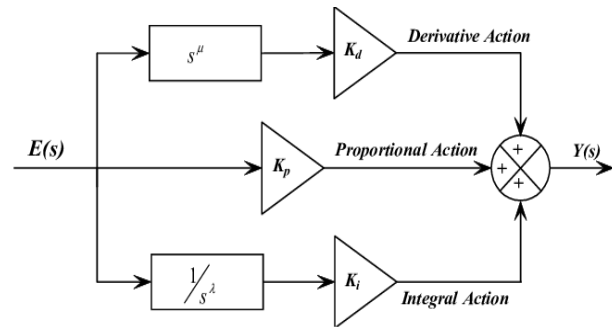 Derivative Action
s^μ
K_d
E(s)
K_p
Proportional Action
+
+
+
Y(s)
1/s^λ
K_i
Integral Action